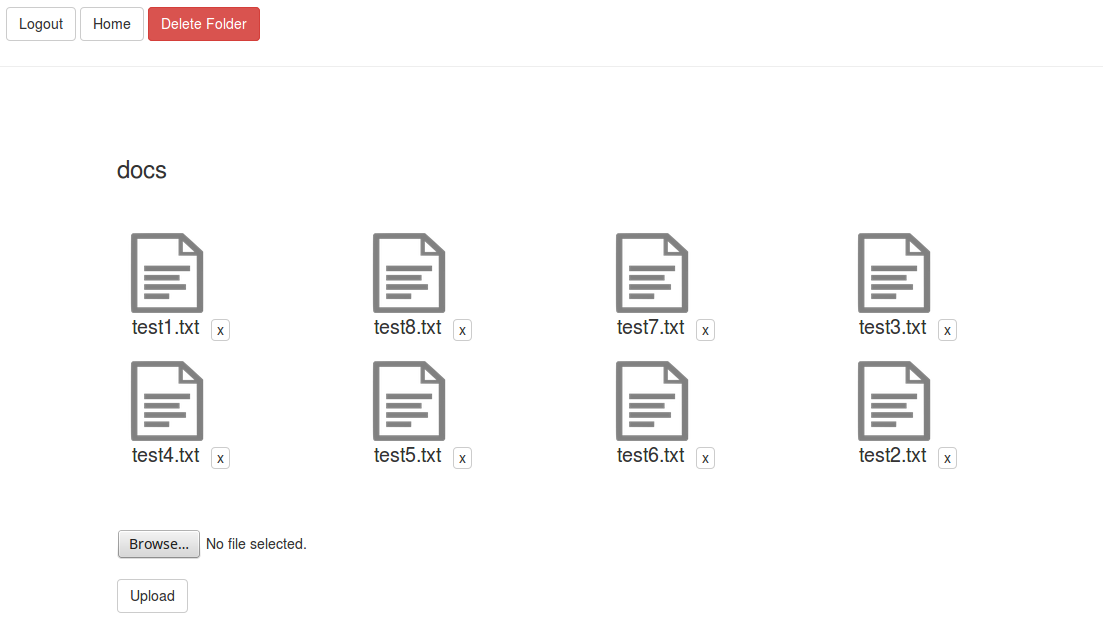 Logout Home Delete Folder
docs
test1.txt x test8.txt x test7.txt x test3.txt x
test4.txt x test5.txt x test6.txt x test2.txt x
Browse... No file selected.
Upload